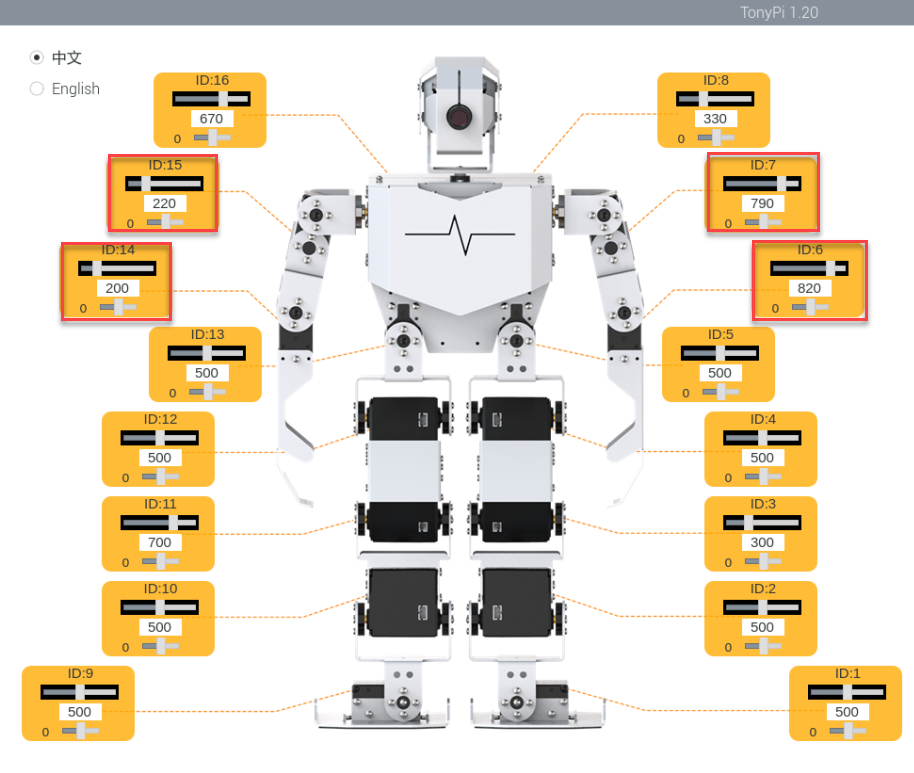 TonyPi 1.20
中文
English
ID:16
670
0
ID:8
330
0
ID:15
220
0
ID:7
790
0
ID:14
200
0
ID:6
820
0
ID:13
500
0
ID:5
500
0
ID:12
500
0
ID:4
500
0
ID:11
700
0
ID:3
300
0
ID:10
500
0
ID:2
500
0
ID:9
500
0
ID:1
500
0